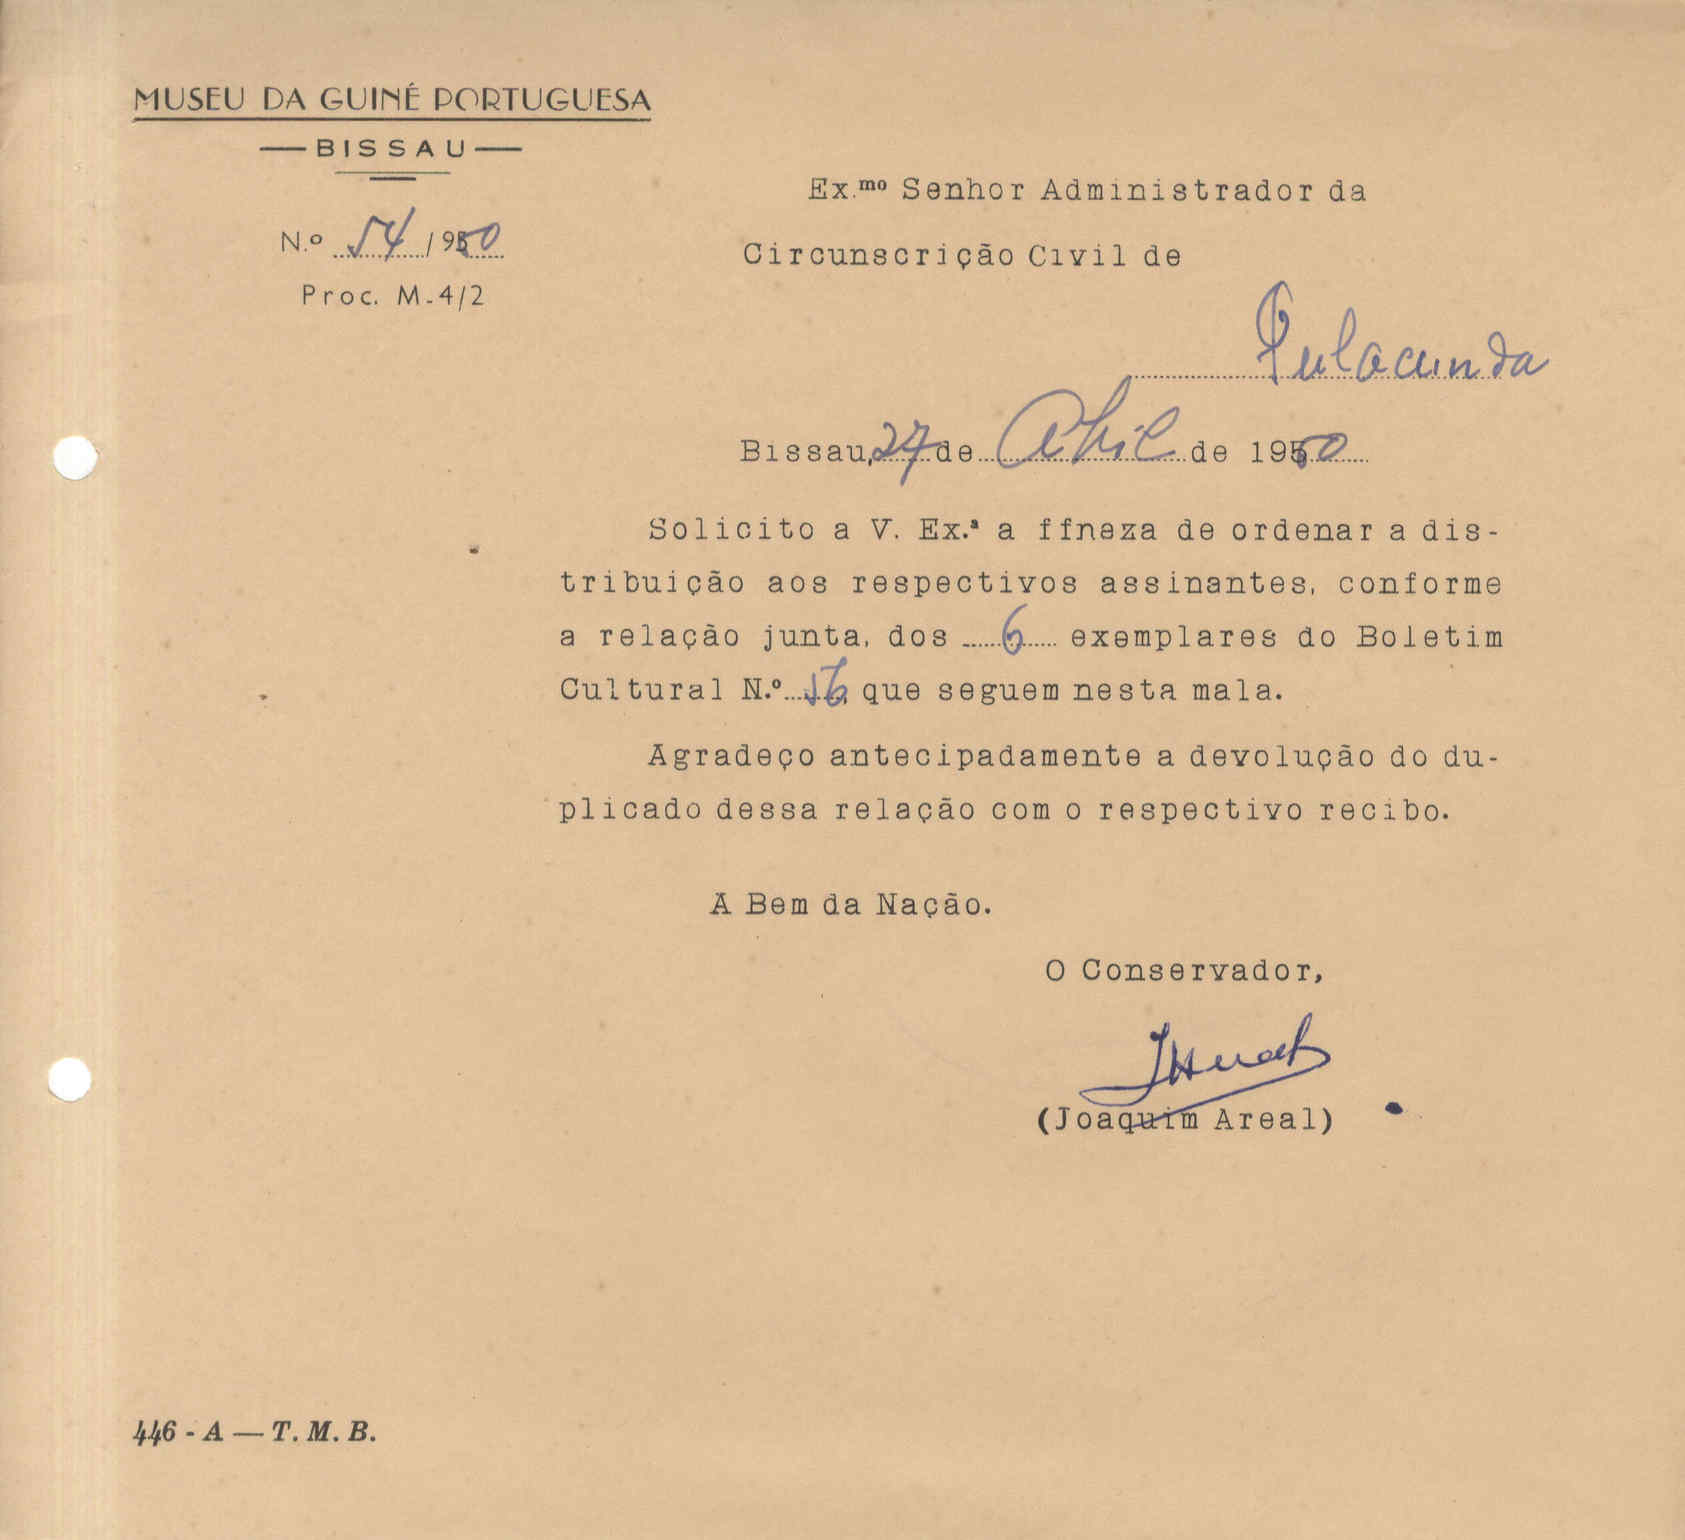 MUSEU DA GUINÉ PORTUGUESA
— BISSAU —
N.º 54 /960
Proc. M-4/2
Ex.mo Senhor Administrador da
Circunscrição Civil de
Fulacunda
Bissau, 27 de Abril de 1960
Solicito a V. Ex.ª a ffneza de ordenar a dis-
tribuição aos respectivos assinantes, conforme
a relação junta, dos 6 exemplares do Boletim
Cultural N.º 56, que seguem nesta mala.
Agradeço antecipadamente a devolução do du-
plicado dessa relação com o respectivo recibo.
A Bem da Nação.
O Conservador,
(Joaquim Areal)
446 - A — T. M. B.